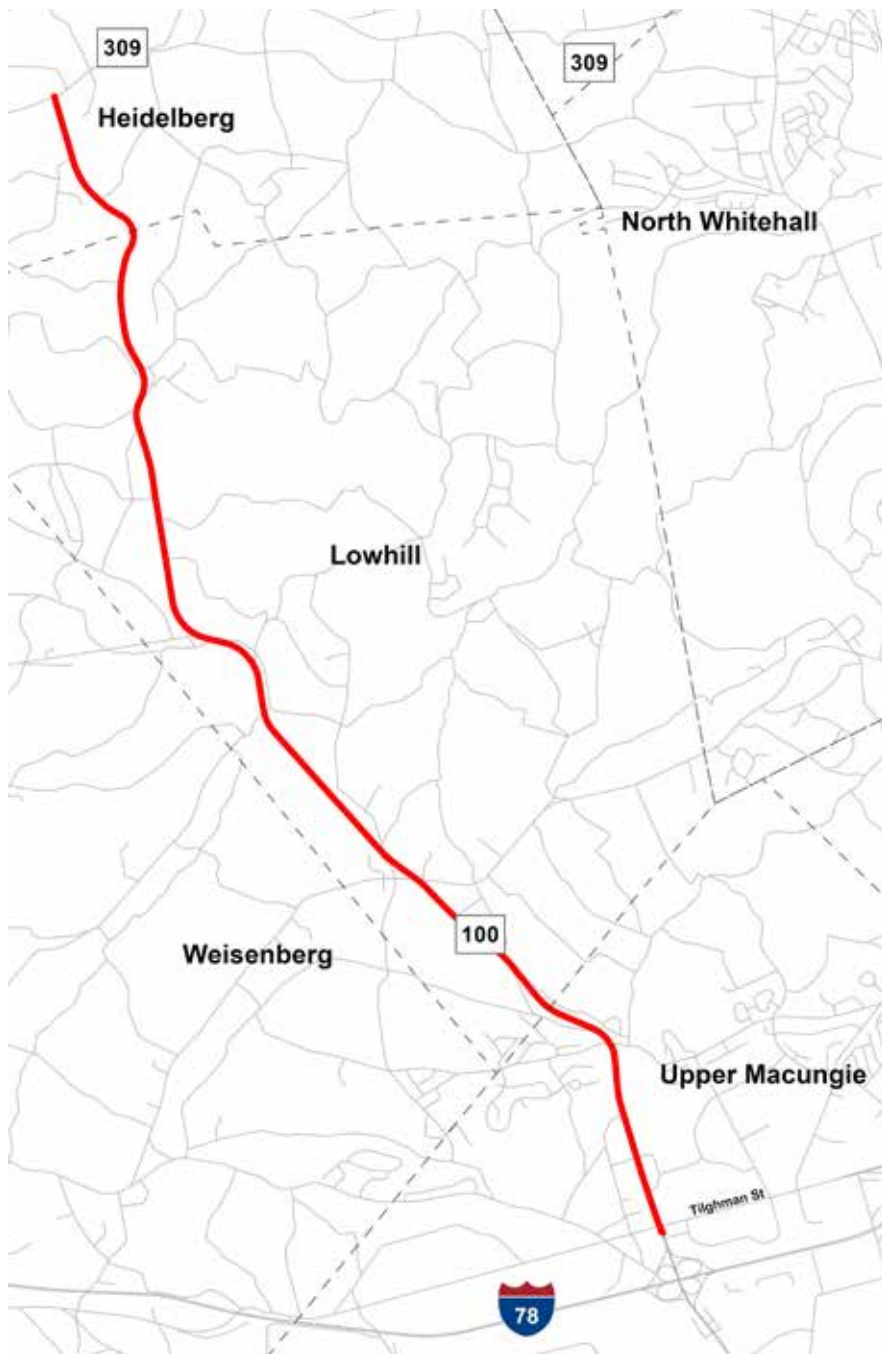 309
309
Heidelberg
North Whitehall
Lowhill
100
Weisenberg
Upper Macungie
Tilghman St
78